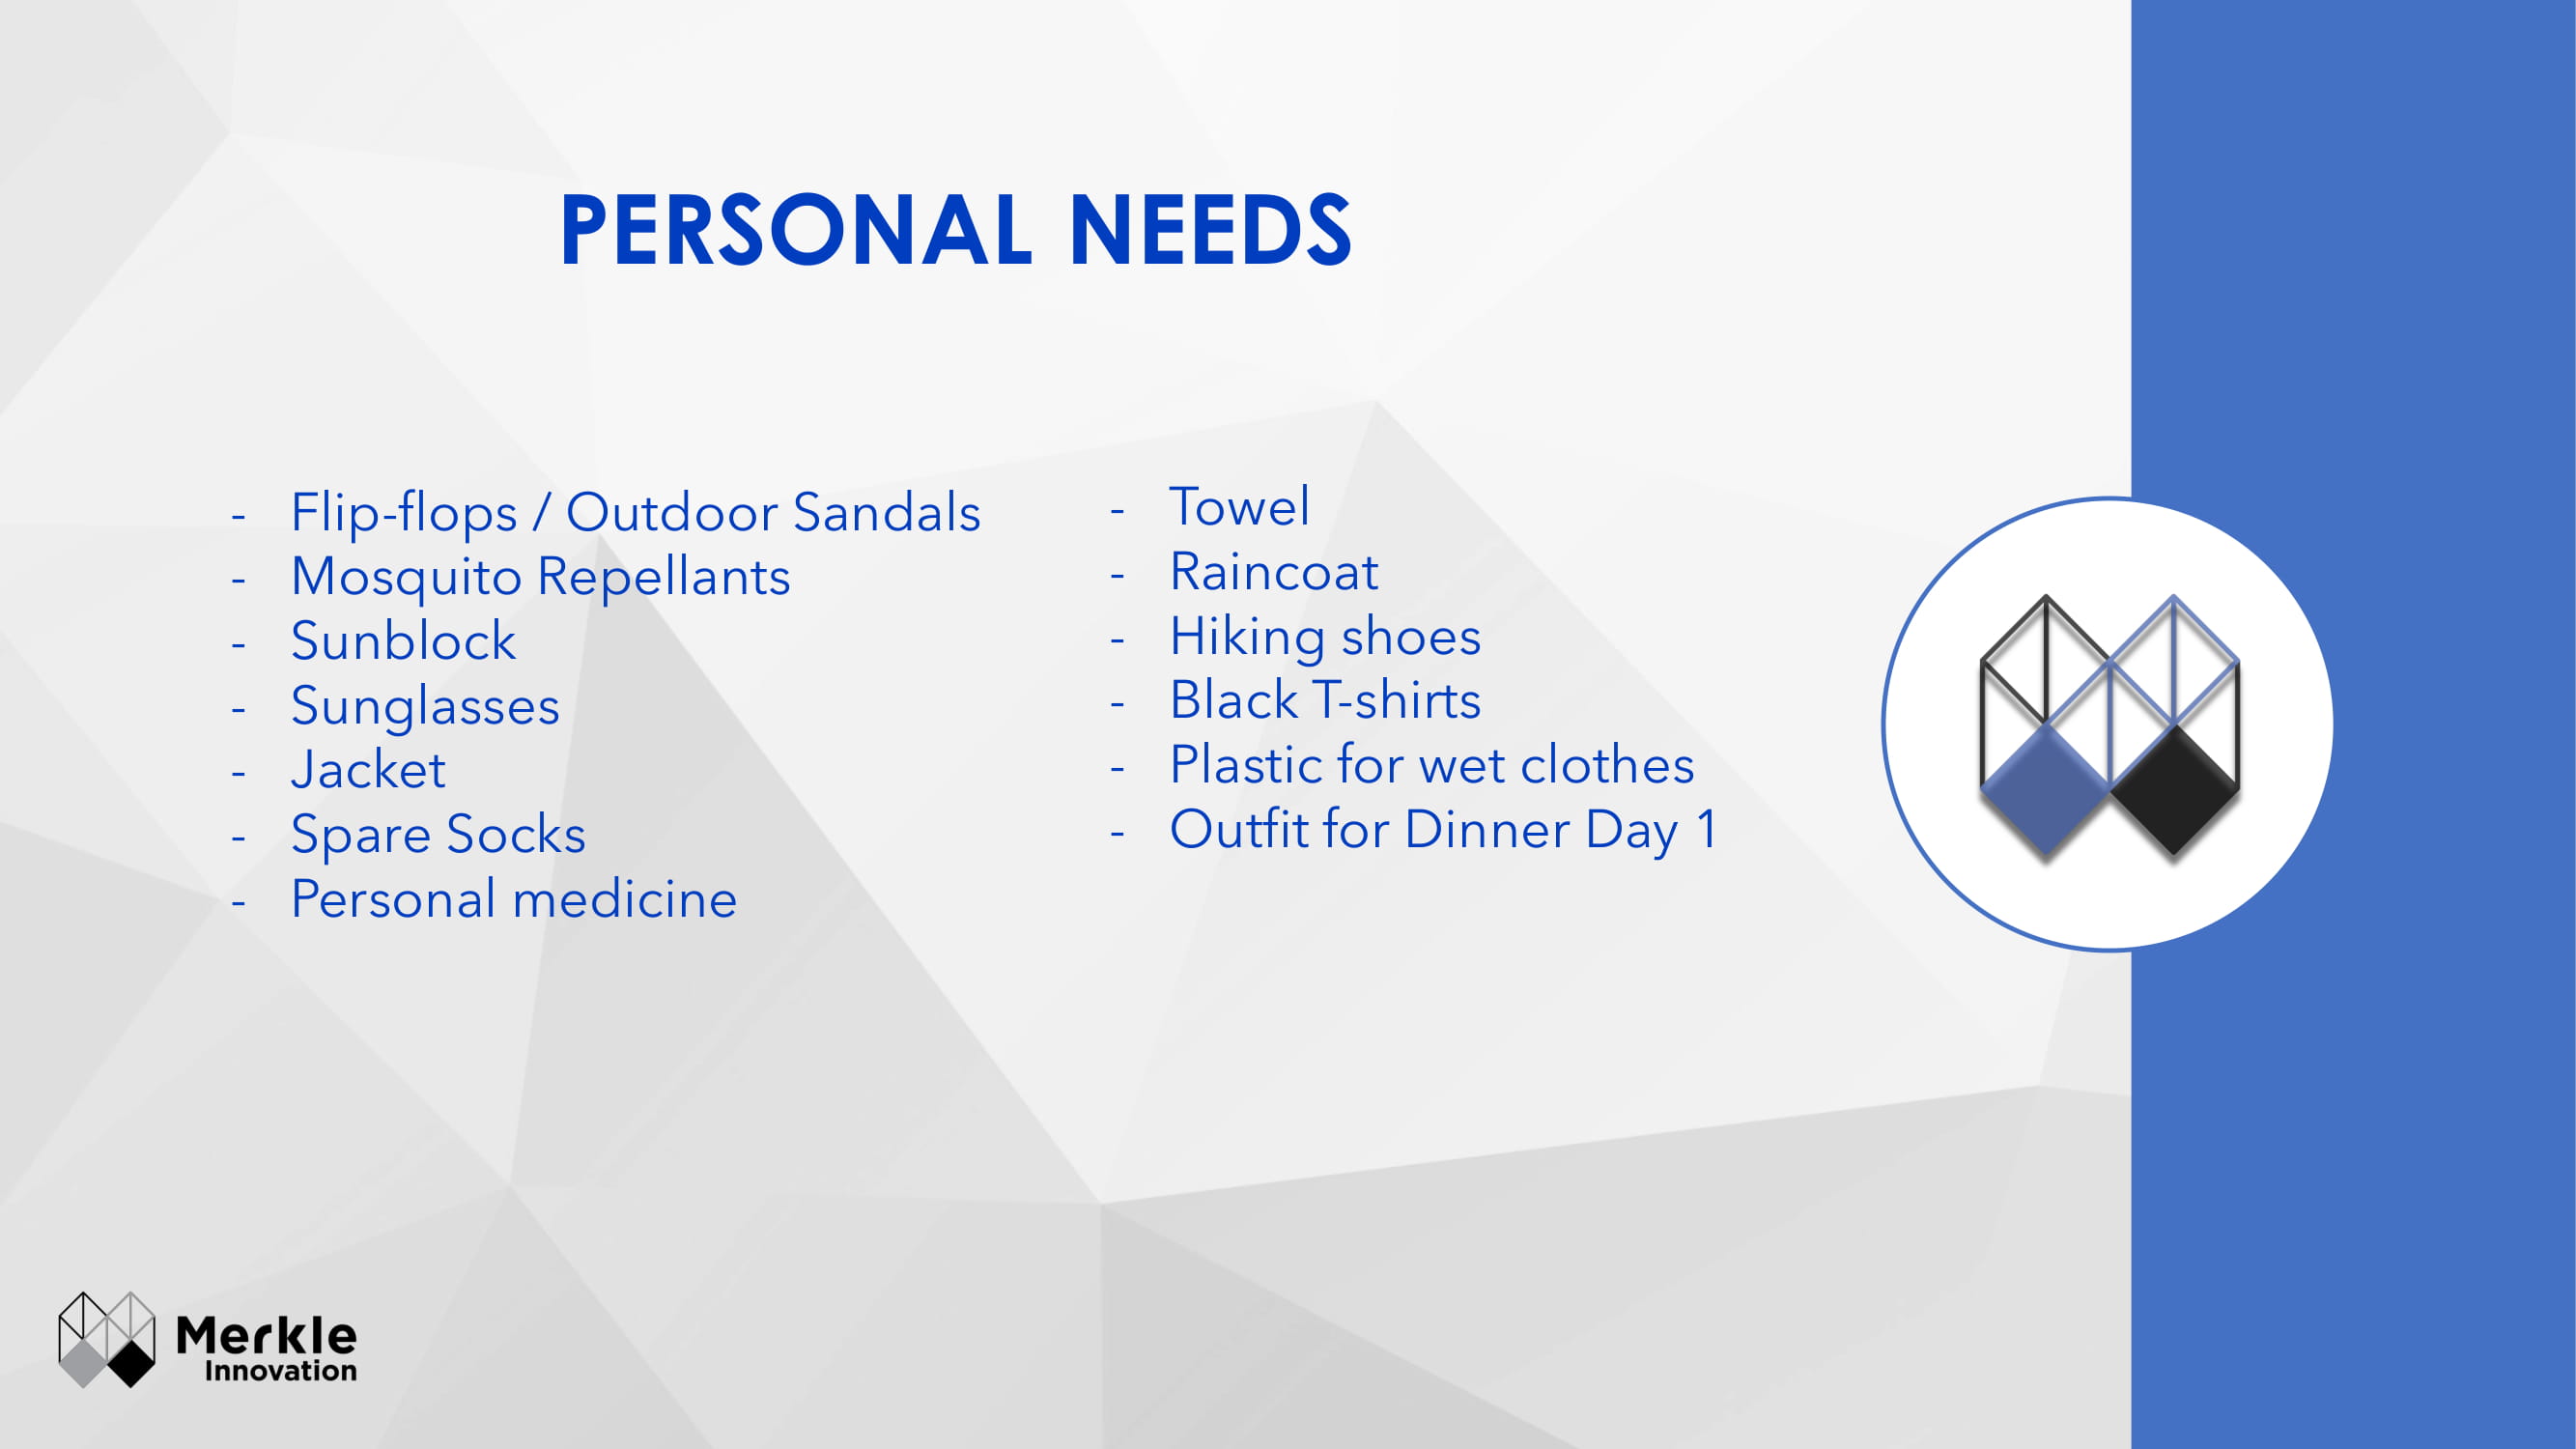 PERSONAL NEEDS
- Flip-flops / Outdoor Sandals
- Mosquito Repellants
- Sunblock
- Sunglasses
- Jacket
- Spare Socks
- Personal medicine
- Towel
- Raincoat
- Hiking shoes
- Black T-shirts
- Plastic for wet clothes
- Outfit for Dinner Day 1
Merkle
Innovation